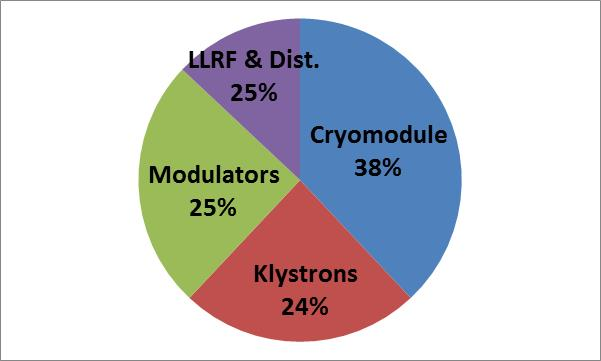 LLRF & Dist.
25%
Cryomodule
38%
Modulators
25%
Klystrons
24%